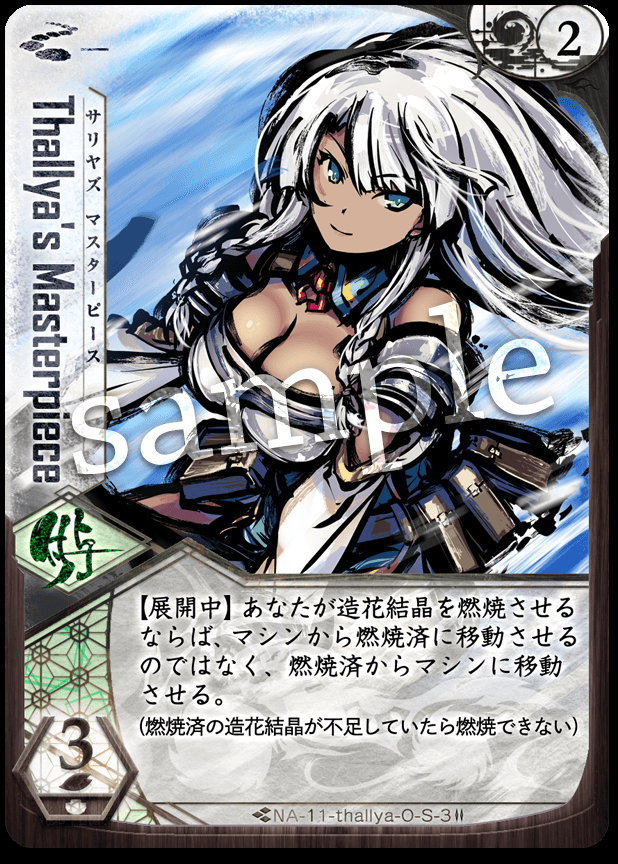 2
サリヤズ マスターピース
Thallya's Masterpiece
sample
付与
【展開中】あなたが造花結晶を燃焼させる
ならば、マシンから燃焼済に移動させる
のではなく、燃焼済からマシンに移動
させる。
(燃焼済の造花結晶が不足していたら燃焼できない)
3
NA-11-thallya-O-S-3